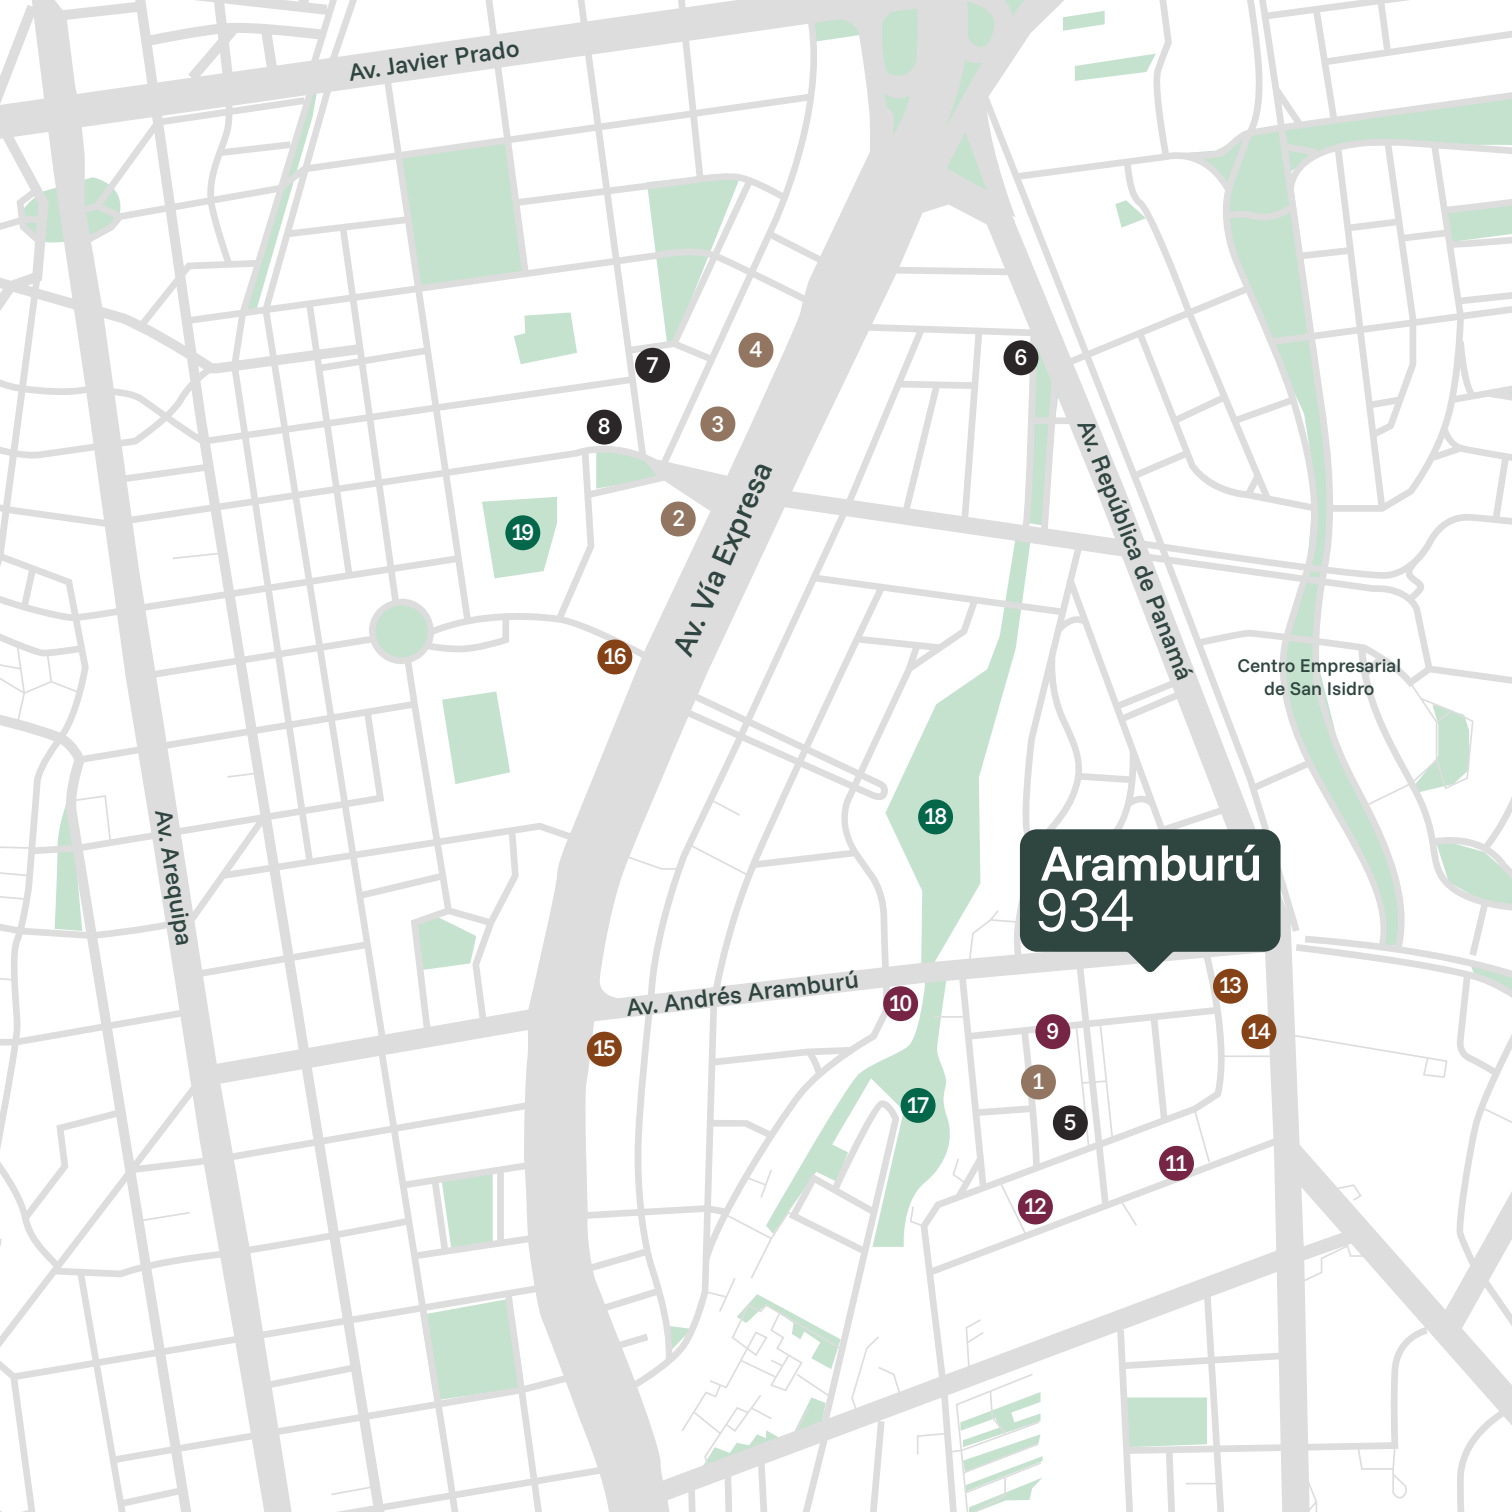 Av. Javier Prado
4
6
7
3
8
Av. Vía Expresa
Av. República de Panamá
2
19
16
Centro Empresarial
de San Isidro
18
Av. Arequipa
Aramburú
934
Av. Andrés Aramburú
13
10
9
14
15
1
17
5
11
12